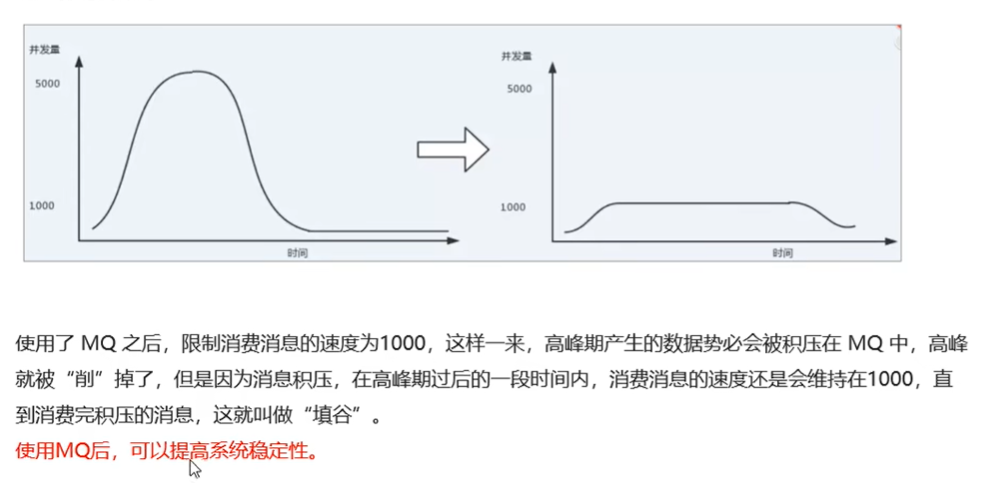 并发量
5000
1000
时间
并发量
5000
1000
时间
使用了 MQ 之后，限制消费消息的速度为1000，这样一来，高峰期产生的数据势必会被积压在 MQ 中，高峰
就被“削”掉了，但是因为消息积压，在高峰期过后的一段时间内，消费消息的速度还是会维持在1000，直
到消费完积压的消息，这就叫做“填谷”。
使用MQ后，可以提高系统稳定性。